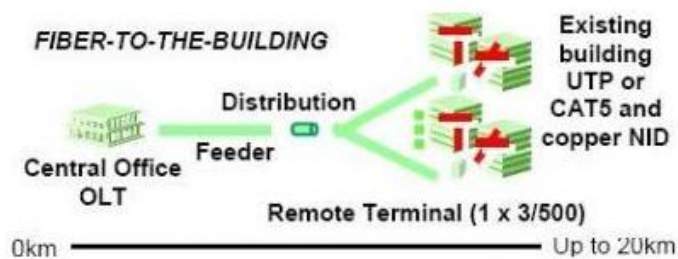 FIBER-TO-THE-BUILDING
Existing
building
UTP or
CAT5 and
copper NID
Distribution
Feeder
Central Office
OLT
Remote Terminal (1 x 3/500)
0km
Up to 20km